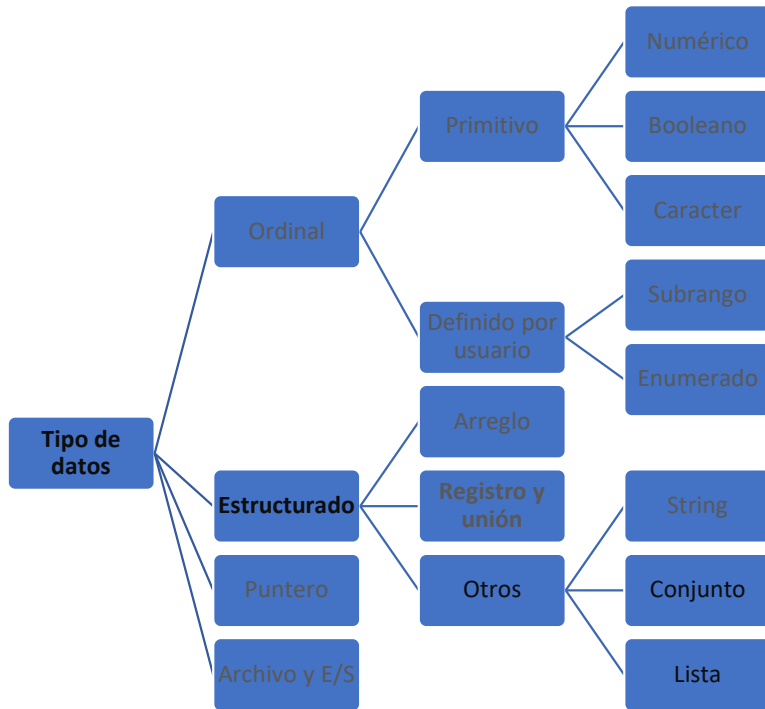 Numérico
Primitivo
Booleano
Caracter
Ordinal
Subrango
Definido por
usuario
Enumerado
Tipo de
datos
Arreglo
Estructurado
Registro y
unión
String
Puntero
Otros
Conjunto
Archivo y E/S
Lista